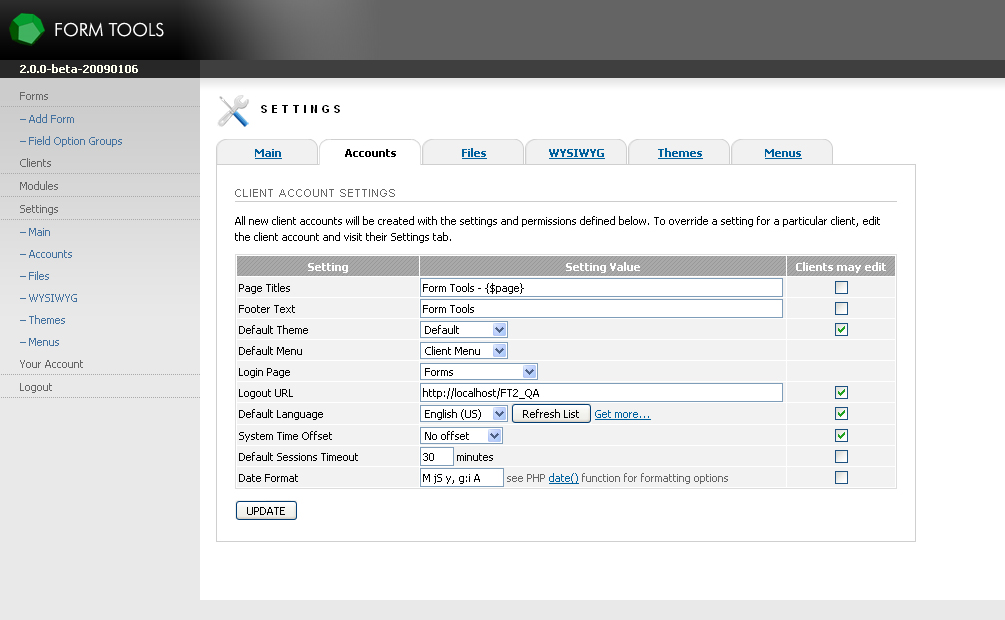 FORM TOOLS
2.0.0-beta-20090106
Forms
– Add Form
– Field Option Groups
Clients
Modules
Settings
– Main
– Accounts
– Files
– WYSIWYG
– Themes
– Menus
Your Account
Logout
SETTINGS
Main Accounts Files WYSIWYG Themes Menus
CLIENT ACCOUNT SETTINGS
All new client accounts will be created with the settings and permissions defined below. To override a setting for a particular client, edit
the client account and visit their Settings tab.
Setting Setting Value Clients may edit
Page Titles Form Tools - {$page}
Footer Text Form Tools
Default Theme Default
Default Menu Client Menu
Login Page Forms
Logout URL http://localhost/FT2_QA
Default Language English (US) Refresh List Get more...
System Time Offset No offset
Default Sessions Timeout 30 minutes
Date Format M jS y, g:i A see PHP date() function for formatting options
UPDATE